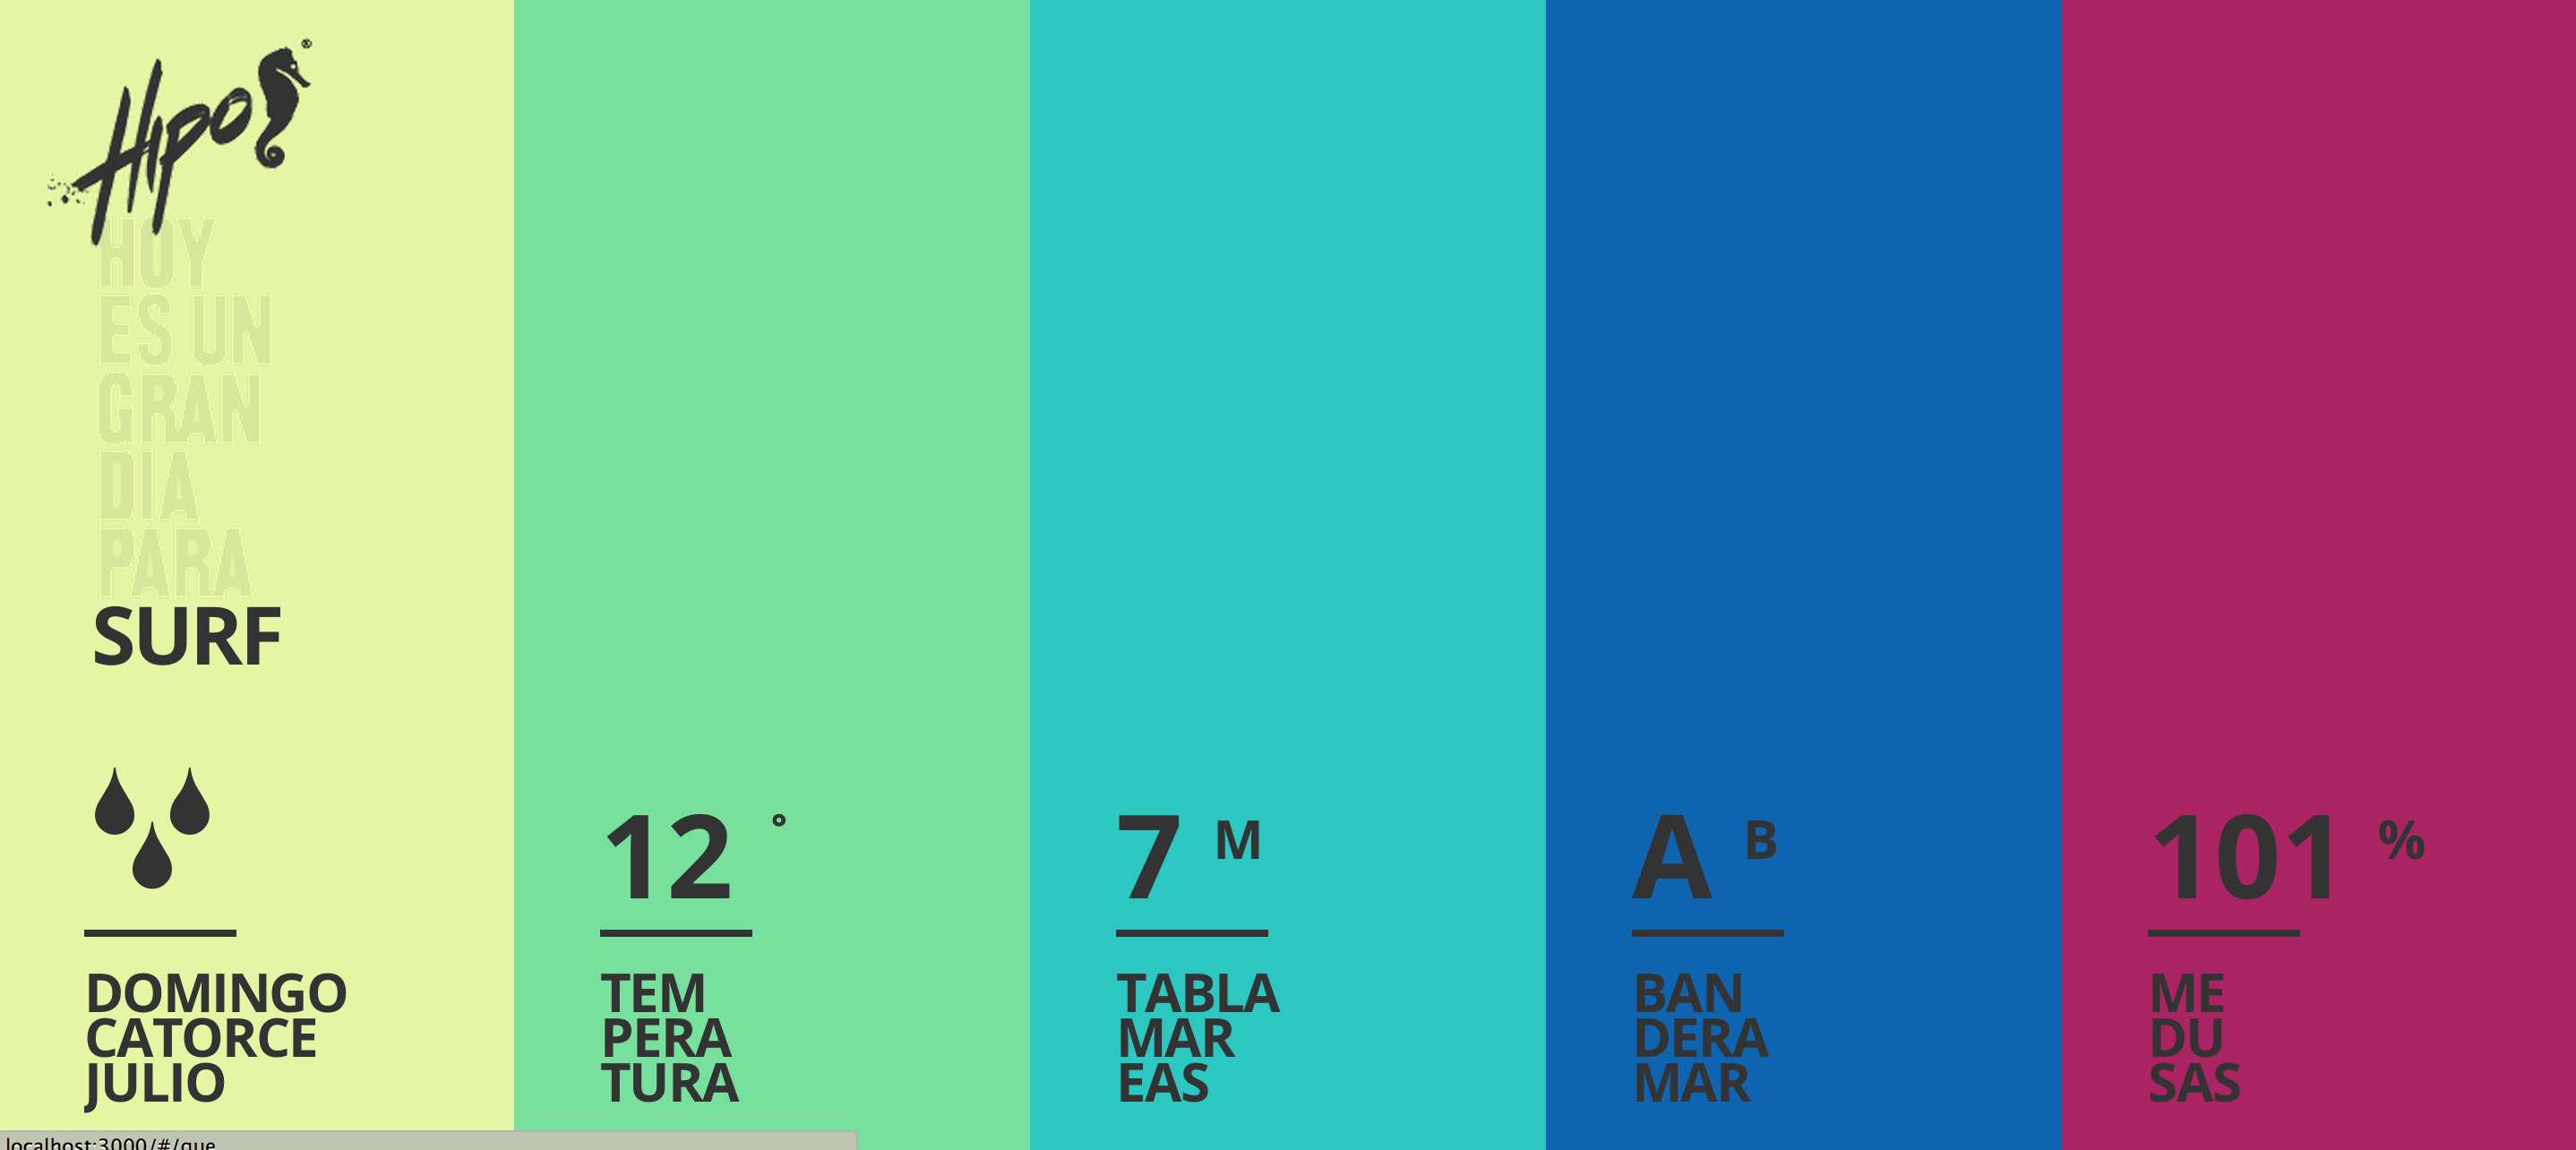 Hipo®
HOY
ES UN
GRAN
DIA
PARA
SURF
DOMINGO
CATORCE
JULIO
12 °
TEM
PERA
TURA
7 M
TABLA
MAR
EAS
A B
BAN
DERA
MAR
101 %
ME
DU
SAS
localhost:3000/#/que